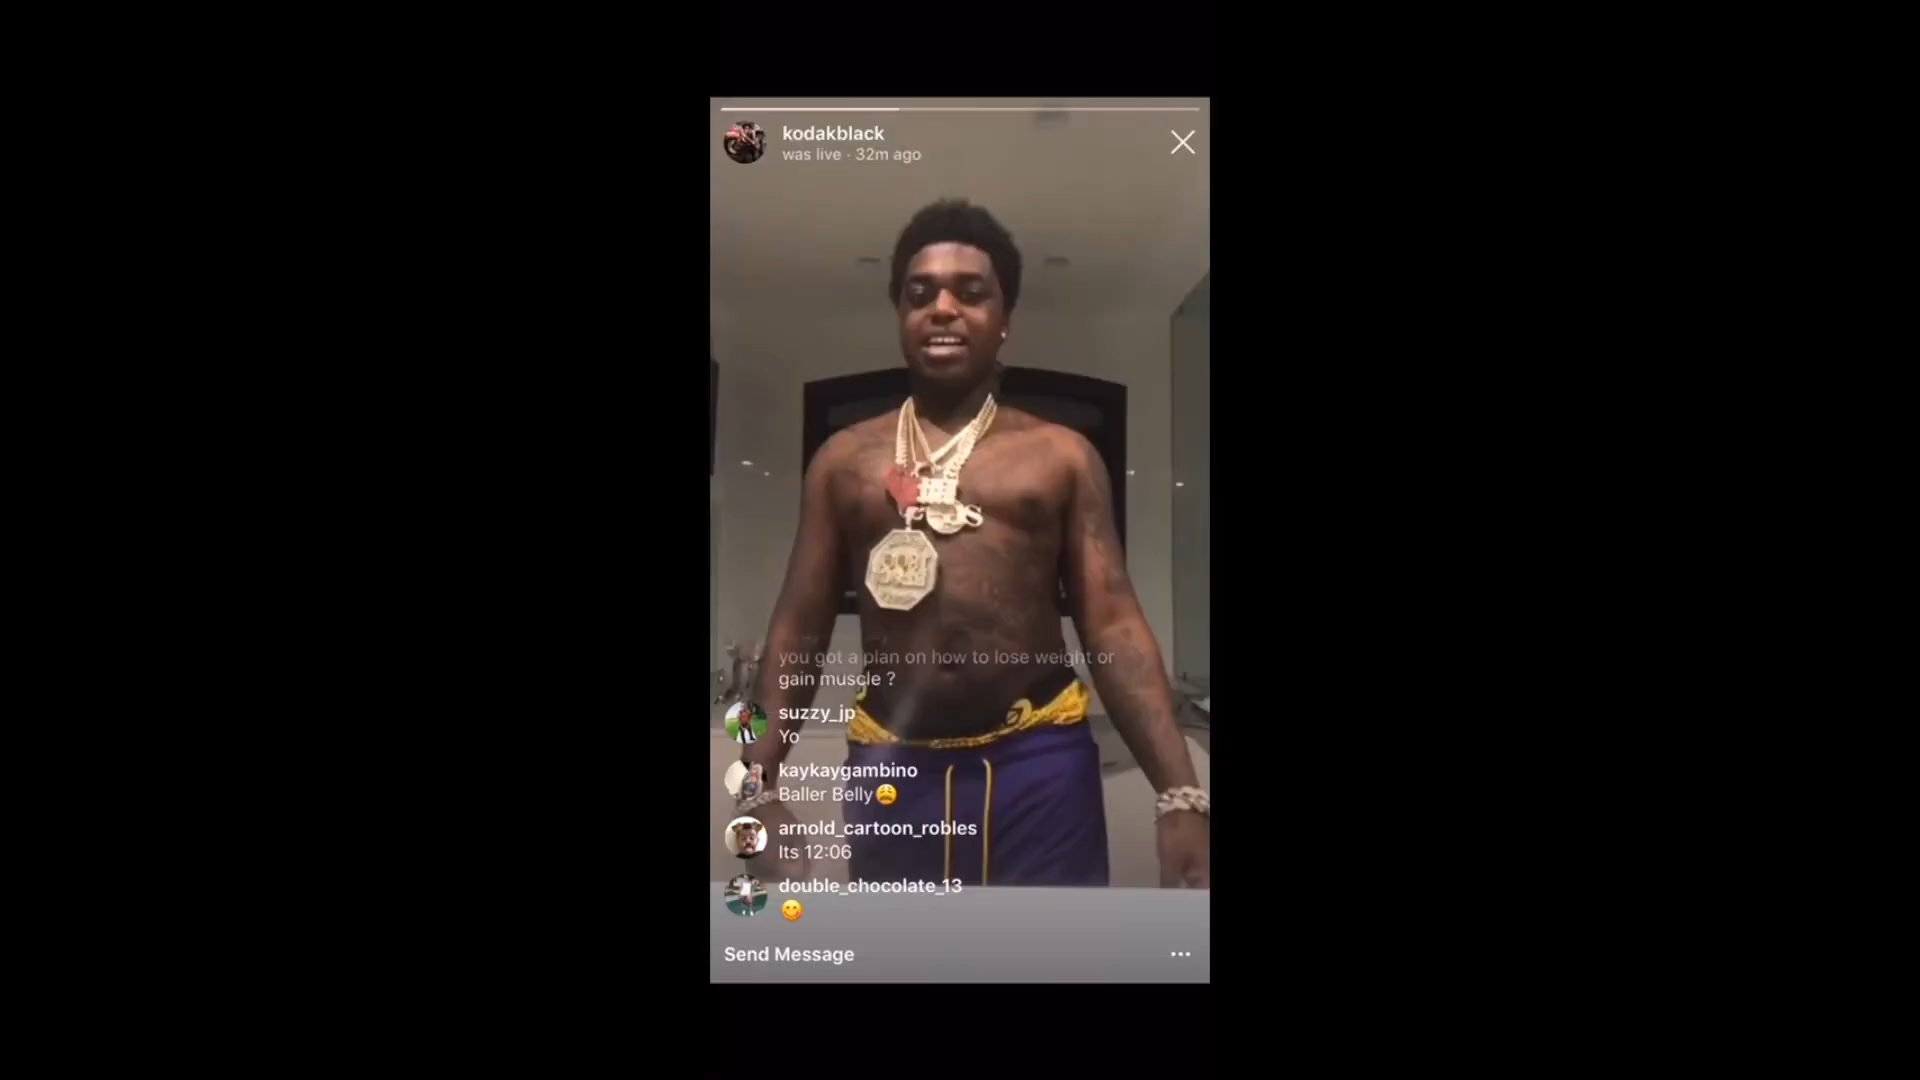 kodakblack
was live · 32m ago
you got a plan on how to lose weight or
gain muscle ?
suzzy_jp
Yo
kaykaygambino
Baller Belly😩
arnold_cartoon_robles
Its 12:06
double_chocolate_13
😋
Send Message